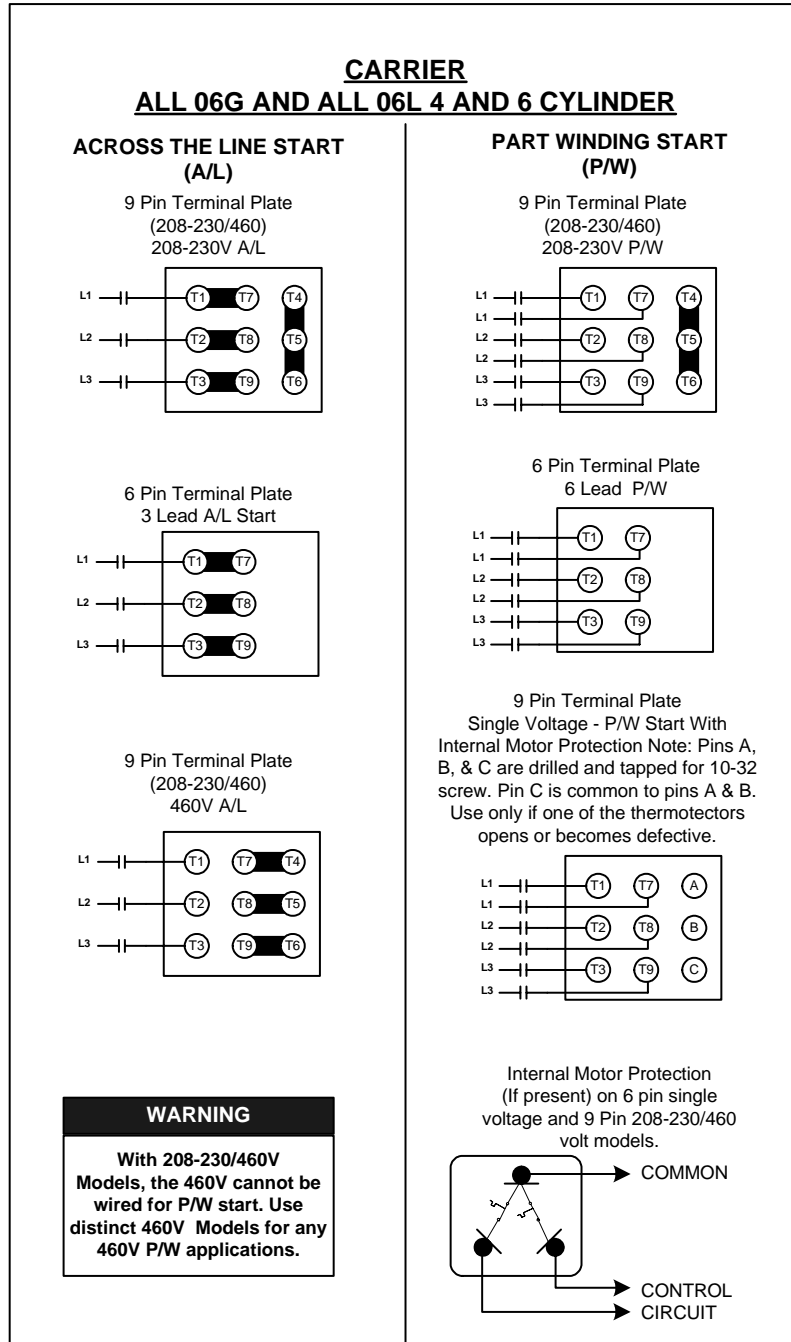 CARRIER
ALL 06G AND ALL 06L 4 AND 6 CYLINDER
ACROSS THE LINE START
(A/L)
9 Pin Terminal Plate
(208-230/460)
208-230V A/L
L1 T1 T7 T4
L2 T2 T8 T5
L3 T3 T9 T6
6 Pin Terminal Plate
3 Lead A/L Start
L1 T1 T7
L2 T2 T8
L3 T3 T9
9 Pin Terminal Plate
(208-230/460)
460V A/L
L1 T1 T7 T4
L2 T2 T8 T5
L3 T3 T9 T6
WARNING
With 208-230/460V
Models, the 460V cannot be
wired for P/W start. Use
distinct 460V Models for any
460V P/W applications.
PART WINDING START
(P/W)
9 Pin Terminal Plate
(208-230/460)
208-230V P/W
L1 T1 T7 T4
L1
L2 T2 T8 T5
L2
L3 T3 T9 T6
L3
6 Pin Terminal Plate
6 Lead P/W
L1 T1 T7
L1
L2 T2 T8
L2
L3 T3 T9
L3
9 Pin Terminal Plate
Single Voltage - P/W Start With
Internal Motor Protection Note: Pins A,
B, & C are drilled and tapped for 10-32
screw. Pin C is common to pins A & B.
Use only if one of the thermotectors
opens or becomes defective.
L1 T1 T7 A
L1
L2 T2 T8 B
L2
L3 T3 T9 C
L3
Internal Motor Protection
(If present) on 6 pin single
voltage and 9 Pin 208-230/460
volt models.
COMMON
CONTROL
CIRCUIT